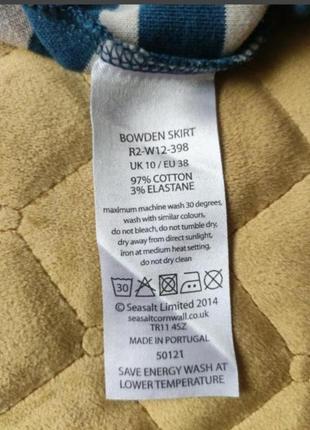 BOWDEN SKIRT
R2-W12-398
UK 10 / EU 38
97% COTTON
3% ELASTANE
maximum machine wash 30 degrees,
wash with similar colours,
do not bleach, do not tumble dry,
dry away from direct sunlight,
iron at medium heat setting.
do not dry clean
30
© Seasalt Limited 2014
seasaltcornwall.co.uk
TR11 4SZ
MADE IN PORTUGAL
50121
SAVE ENERGY WASH AT
LOWER TEMPERATURE